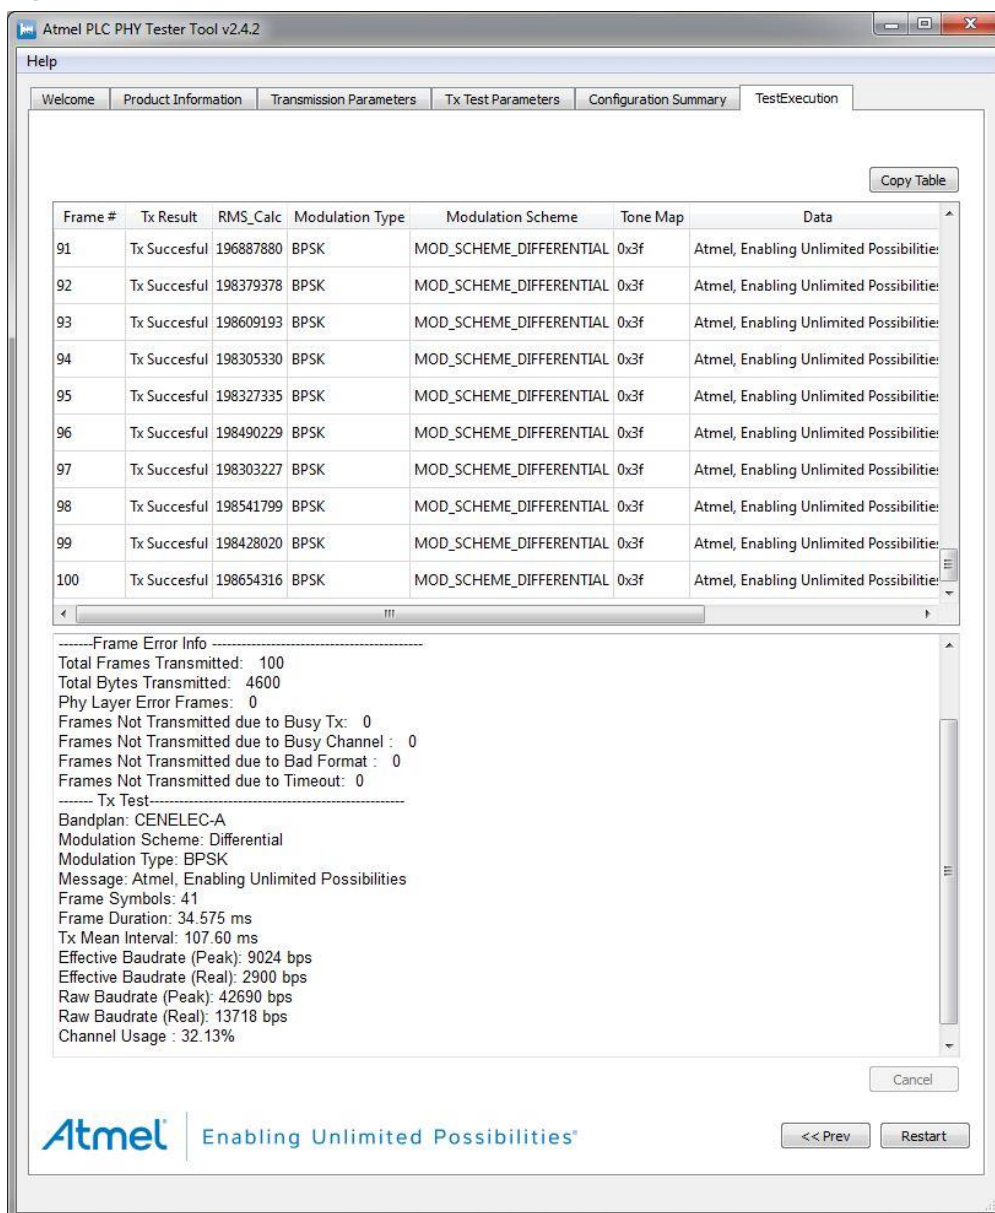 Atmel PLC PHY Tester Tool v2.4.2
Help
Welcome Product Information Transmission Parameters Tx Test Parameters Configuration Summary TestExecution
Copy Table
Frame # Tx Result RMS_Calc Modulation Type Modulation Scheme Tone Map Data
91 Tx Succesful 196887880 BPSK MOD_SCHEME_DIFFERENTIAL 0x3f Atmel, Enabling Unlimited Possibilities
92 Tx Succesful 198379378 BPSK MOD_SCHEME_DIFFERENTIAL 0x3f Atmel, Enabling Unlimited Possibilities
93 Tx Succesful 198609193 BPSK MOD_SCHEME_DIFFERENTIAL 0x3f Atmel, Enabling Unlimited Possibilities
94 Tx Succesful 198305330 BPSK MOD_SCHEME_DIFFERENTIAL 0x3f Atmel, Enabling Unlimited Possibilities
95 Tx Succesful 198327335 BPSK MOD_SCHEME_DIFFERENTIAL 0x3f Atmel, Enabling Unlimited Possibilities
96 Tx Succesful 198490229 BPSK MOD_SCHEME_DIFFERENTIAL 0x3f Atmel, Enabling Unlimited Possibilities
97 Tx Succesful 198303227 BPSK MOD_SCHEME_DIFFERENTIAL 0x3f Atmel, Enabling Unlimited Possibilities
98 Tx Succesful 198541799 BPSK MOD_SCHEME_DIFFERENTIAL 0x3f Atmel, Enabling Unlimited Possibilities
99 Tx Succesful 198428020 BPSK MOD_SCHEME_DIFFERENTIAL 0x3f Atmel, Enabling Unlimited Possibilities
100 Tx Succesful 198654316 BPSK MOD_SCHEME_DIFFERENTIAL 0x3f Atmel, Enabling Unlimited Possibilities
-------Frame Error Info -------------------------------------------
Total Frames Transmitted: 100
Total Bytes Transmitted: 4600
Phy Layer Error Frames: 0
Frames Not Transmitted due to Busy Tx: 0
Frames Not Transmitted due to Busy Channel : 0
Frames Not Transmitted due to Bad Format : 0
Frames Not Transmitted due to Timeout: 0
------- Tx Test----------------------------------------------------
Bandplan: CENELEC-A
Modulation Scheme: Differential
Modulation Type: BPSK
Message: Atmel, Enabling Unlimited Possibilities
Frame Symbols: 41
Frame Duration: 34.575 ms
Tx Mean Interval: 107.60 ms
Effective Baudrate (Peak): 9024 bps
Effective Baudrate (Real): 2900 bps
Raw Baudrate (Peak): 42690 bps
Raw Baudrate (Real): 13718 bps
Channel Usage : 32.13%
Cancel
Atmel Enabling Unlimited Possibilities®
<< Prev Restart